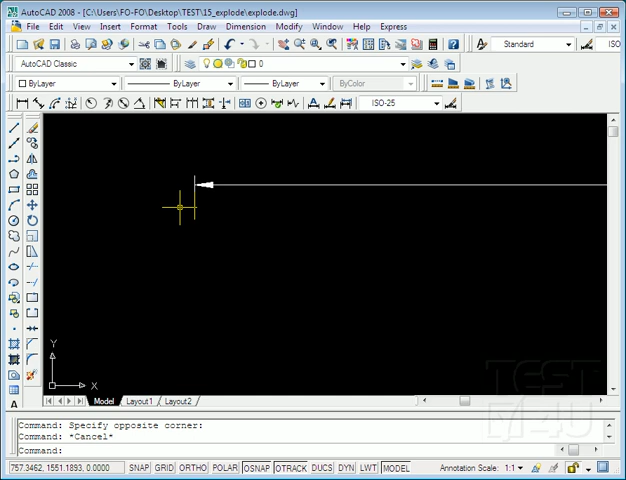 AutoCAD 2008 - [C:\Users\FO-FO\Desktop\TEST\15_explode\explode.dwg]
File Edit View Insert Format Tools Draw Dimension Modify Window Help Express
Standard ISO
AutoCAD Classic 0
ByLayer ByLayer ByLayer ByColor
ISO-25
Y
X
TEST
Model Layout1 Layout2
Command: Specify opposite corner:
Command: *Cancel*
Command:
757.3462, 1551.1893, 0.0000 SNAP GRID ORTHO POLAR OSNAP OTRACK DUCS DYN LWT MODEL Annotation Scale: 1:1